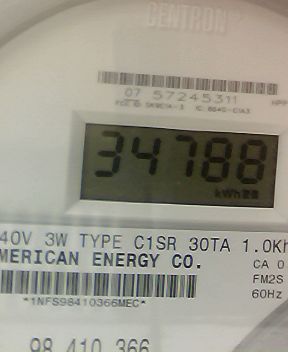 CENTRON
07 57245311
34788
kWh
40V 3W TYPE C1SR 30TA 1.0Kh
MERICAN ENERGY CO.
CA 0
FM2S
60Hz
*1NFS98410366MEC*
98 410 366